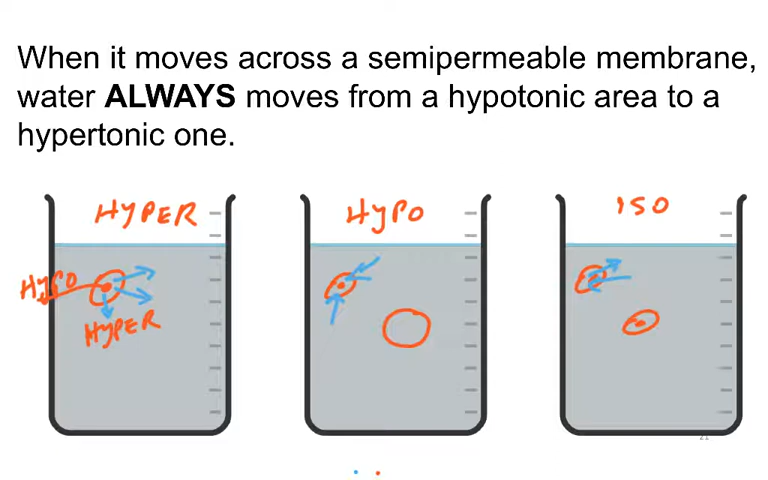 When it moves across a semipermeable membrane,
water ALWAYS moves from a hypotonic area to a
hypertonic one.
HYPER
HYPO
ISO
HYPO
HYPER